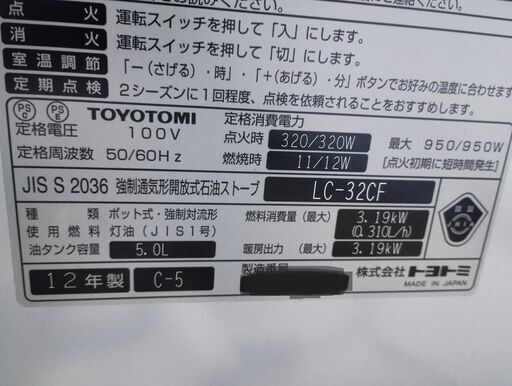 点火 運転スイッチを押して「入」にします。
消火 運転スイッチを押して「切」にします。
室温調節 「−(さげる)・時」・「+(あげる)・分」ボタンでお好みの温度に合わせます
定期点検 2シーズンに1回程度、点検を依頼されることをおすすめします。
PS C PS E TOYOTOMI 定格消費電力
定格電圧 100V 点火時 320/320W 最大 950/950W
定格周波数 50/60Hz 燃焼時 11/12W [点火初期に短時間発生]
JIS S 2036 強制通気形開放式石油ストーブ LC-32CF
種類 ポット式・強制対流形 燃料消費量(最大) 3.19kW
使用燃料 灯油(JIS1号) (0.310L/h)
油タンク容量 5.0L 暖房出力(最大) 3.19kW
認証 JHIA
12年製 C-5 製造番号 株式会社トヨトミ
MADE IN JAPAN